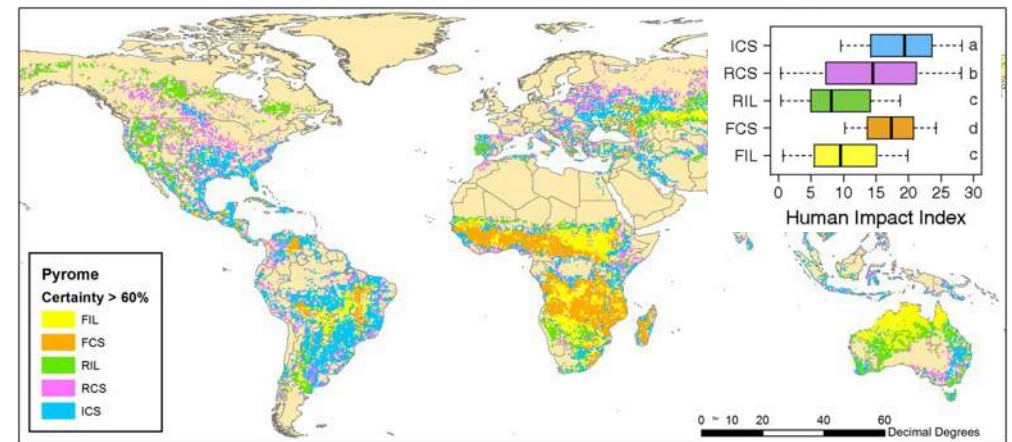 ICS
a
RCS
b
RIL
c
FCS
d
FIL
c
0 5 10 15 20 25 30
Human Impact Index
Pyrome
Certainty > 60%
FIL
FCS
RIL
RCS
ICS
0 10 20 40 60
Decimal Degrees